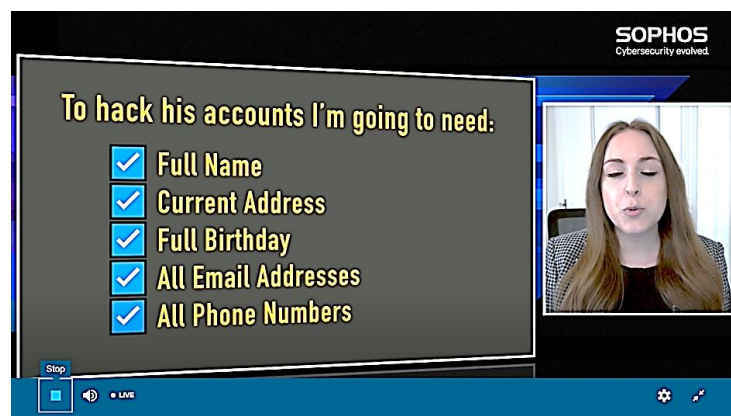 SOPHOS
Cybersecurity evolved.
To hack his accounts I'm going to need:
Full Name
Current Address
Full Birthday
All Email Addresses
All Phone Numbers
Stop
LIVE